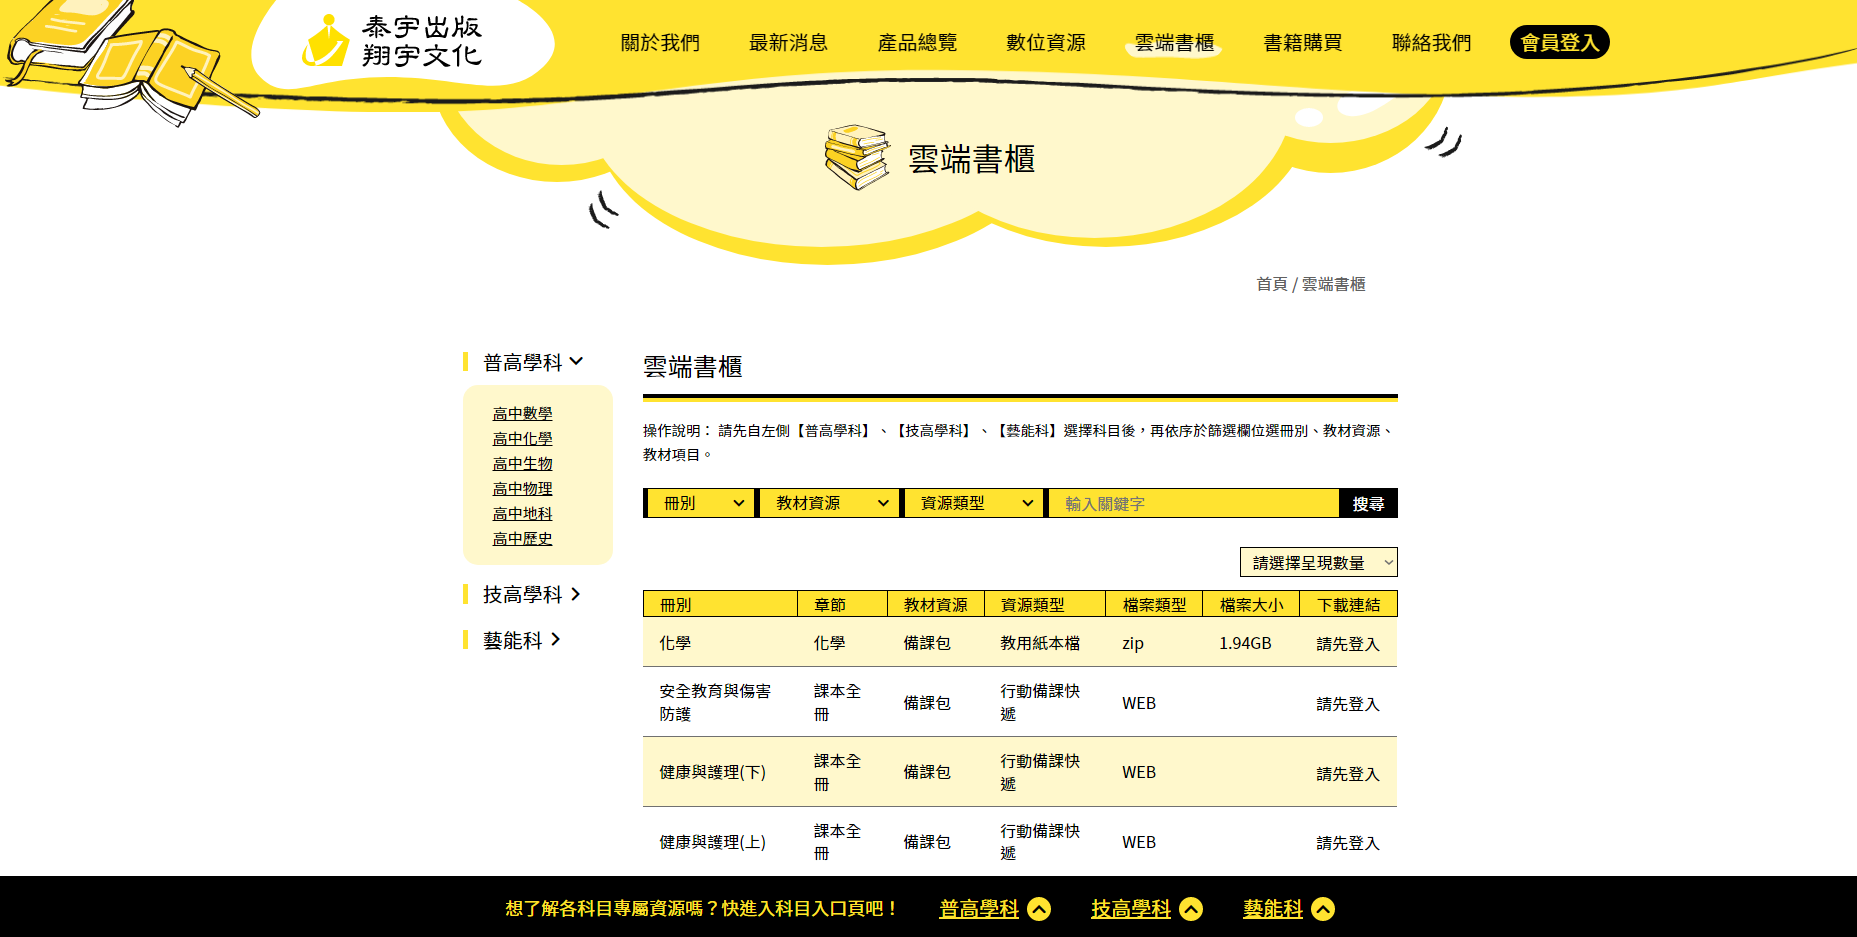 泰宇出版
翔宇文化
關於我們 最新消息 產品總覽 數位資源 雲端書櫃 書籍購買 聯絡我們 會員登入
雲端書櫃
首頁 / 雲端書櫃
普高學科
高中數學
高中化學
高中生物
高中物理
高中地科
高中歷史
技高學科
藝能科
雲端書櫃
操作說明： 請先自左側【普高學科】、【技高學科】、【藝能科】選擇科目後，再依序於篩選欄位選冊別、教材資源、
教材項目。
冊別 教材資源 資源類型 輸入關鍵字 搜尋
請選擇呈現數量
冊別 章節 教材資源 資源類型 檔案類型 檔案大小 下載連結
化學 化學 備課包 教用紙本檔 zip 1.94GB 請先登入
安全教育與傷害防護 課本全冊 備課包 行動備課快遞 WEB 請先登入
健康與護理(下) 課本全冊 備課包 行動備課快遞 WEB 請先登入
健康與護理(上) 課本全冊 備課包 行動備課快遞 WEB 請先登入
想了解各科目專屬資源嗎？快進入科目入口頁吧！ 普高學科 技高學科 藝能科